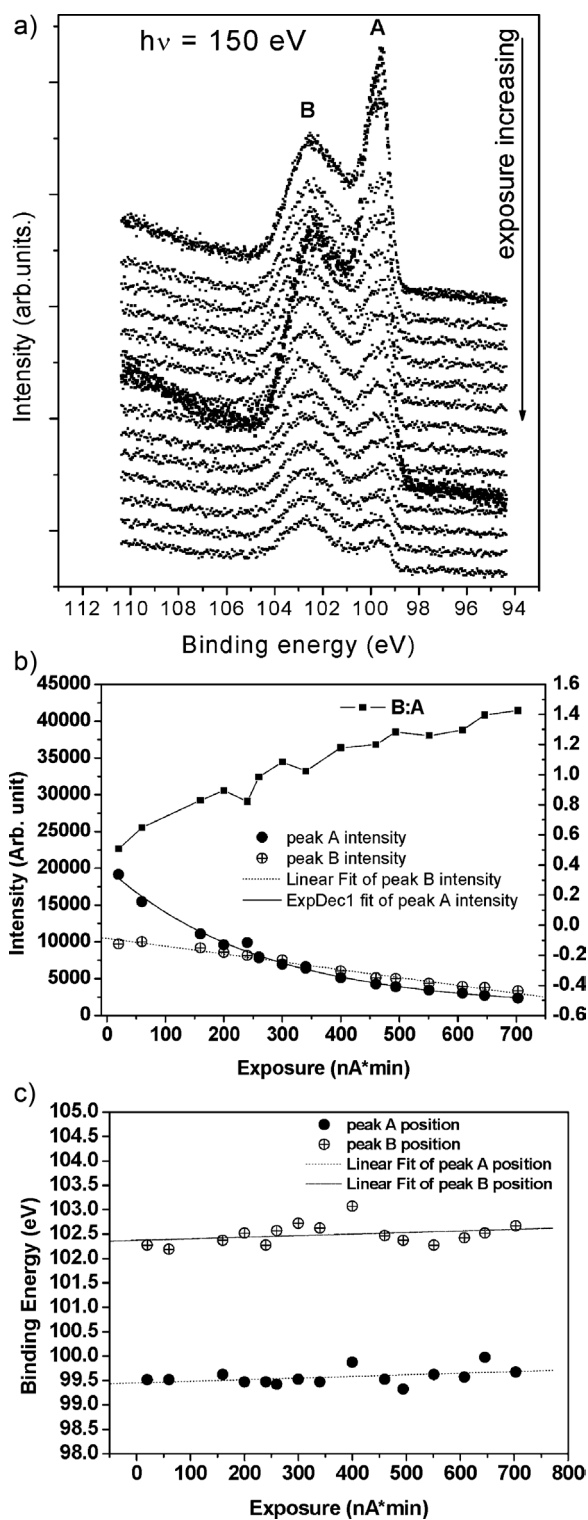 a)
hν = 150 eV
A
B
exposure increasing
Intensity (arb.units.)
112 110 108 106 104 102 100 98 96 94
Binding energy (eV)
b)
45000
40000
35000
30000
25000
20000
15000
10000
5000
0
Intensity (Arb. unit)
B:A
peak A intensity
peak B intensity
Linear Fit of peak B intensity
ExpDec1 fit of peak A intensity
1.6
1.4
1.2
1.0
0.8
0.6
0.4
0.2
0.0
-0.2
-0.4
-0.6
0 100 200 300 400 500 600 700
Exposure (nA*min)
c)
105.0
104.5
104.0
103.5
103.0
102.5
102.0
101.5
101.0
100.5
100.0
99.5
99.0
98.5
98.0
Binding Energy (eV)
peak A position
peak B position
Linear Fit of peak A position
Linear Fit of peak B position
0 100 200 300 400 500 600 700 800
Exposure (nA*min)